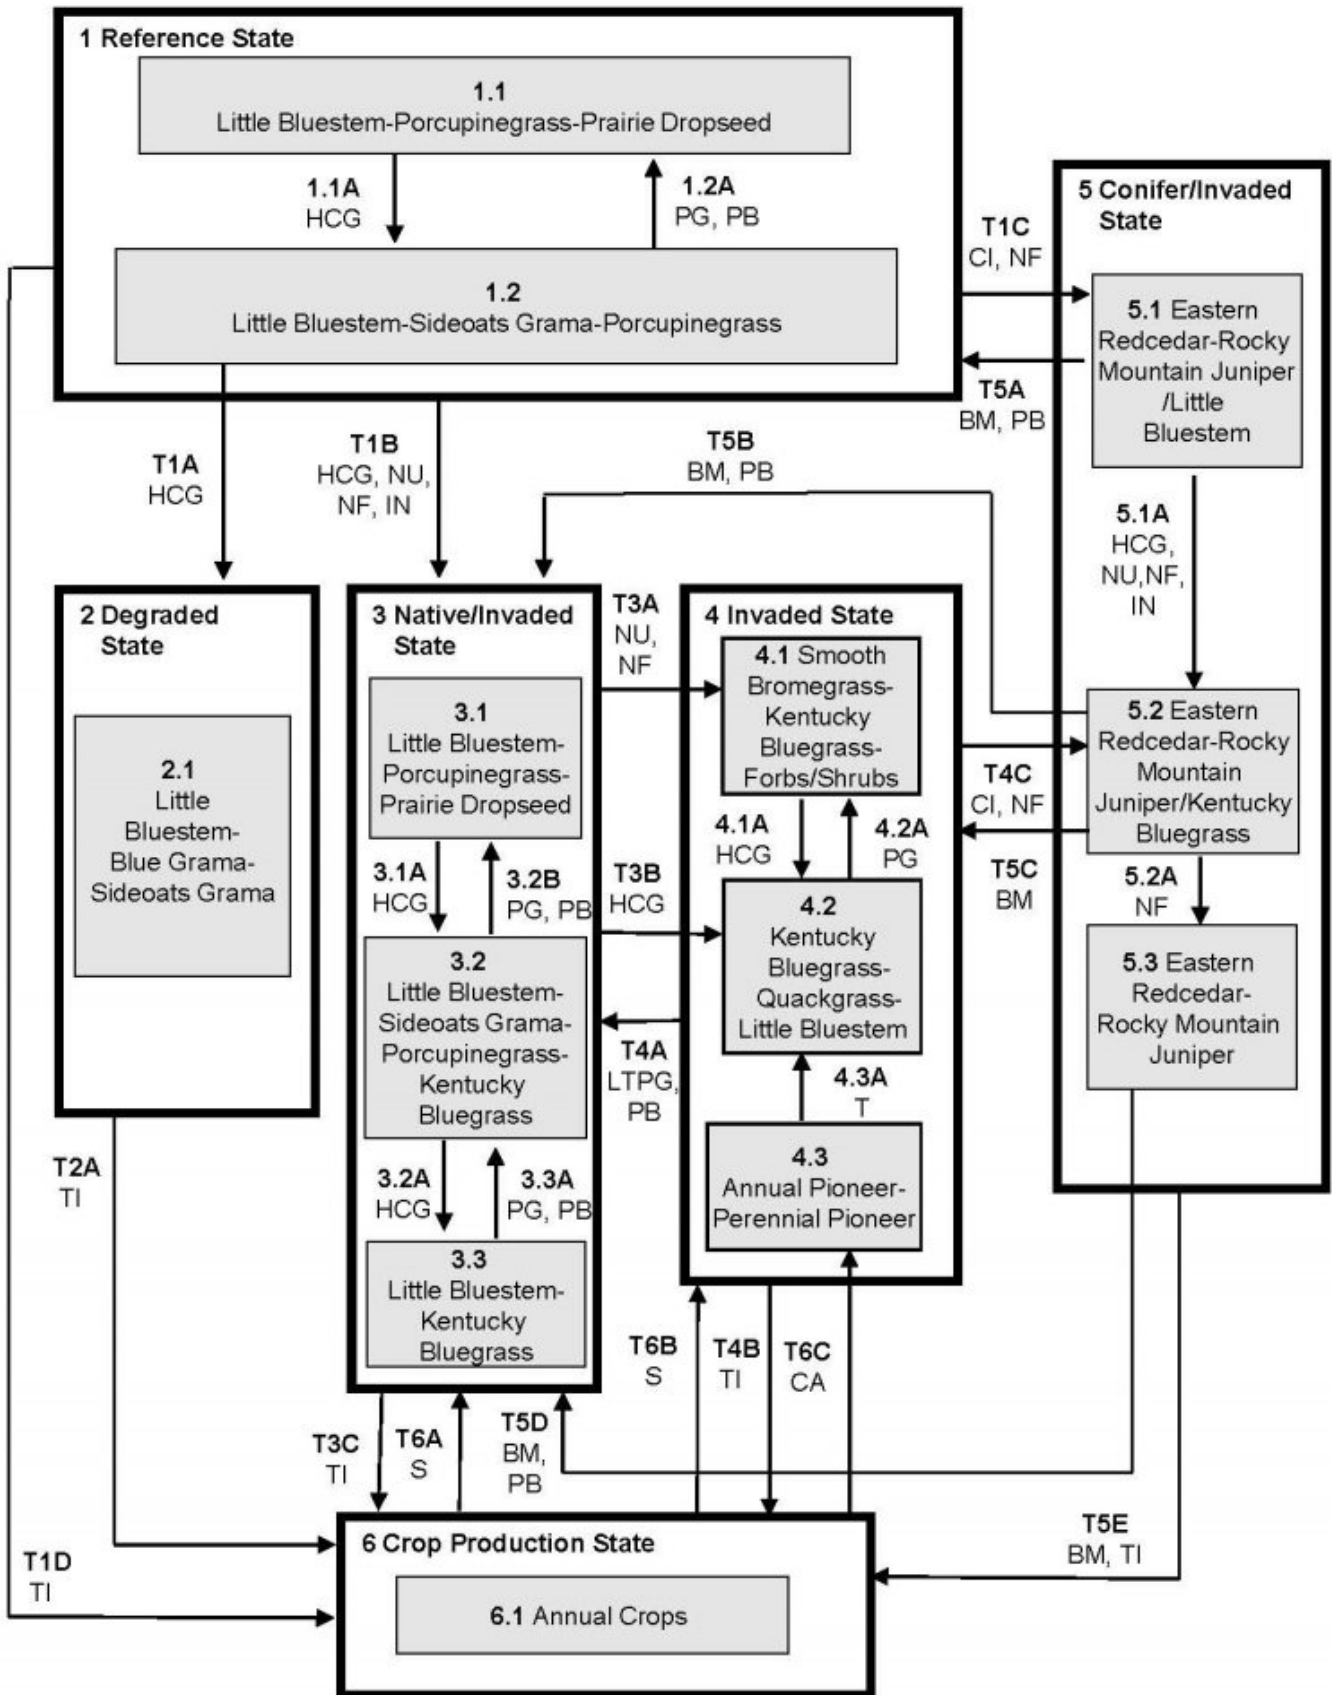 1 Reference State
1.1
Little Bluestem-Porcupinegrass-Prairie Dropseed
1.1A
HCG
1.2A
PG, PB
1.2
Little Bluestem-Sideoats Grama-Porcupinegrass
T1C
CI, NF
T5A
BM, PB
5 Conifer/Invaded
State
5.1 Eastern
Redcedar-Rocky
Mountain Juniper
/Little
Bluestem
T1A
HCG
T1B
HCG, NU,
NF, IN
T5B
BM, PB
5.1A
HCG,
NU,NF,
IN
2 Degraded
State
2.1
Little
Bluestem-
Blue Grama-
Sideoats Grama
3 Native/Invaded
State
3.1
Little Bluestem-
Porcupinegrass-
Prairie Dropseed
3.1A
HCG
3.2B
PG, PB
3.2
Little Bluestem-
Sideoats Grama-
Porcupinegrass-
Kentucky
Bluegrass
3.2A
HCG
3.3A
PG, PB
3.3
Little Bluestem-
Kentucky
Bluegrass
T3A
NU,
NF
T3B
HCG
T4A
LTPG,
PB
4 Invaded State
4.1 Smooth
Bromegrass-
Kentucky
Bluegrass-
Forbs/Shrubs
4.1A
HCG
4.2A
PG
4.2
Kentucky
Bluegrass-
Quackgrass-
Little Bluestem
4.3A
T
4.3
Annual Pioneer-
Perennial Pioneer
T4C
CI, NF
T5C
BM
5.2 Eastern
Redcedar-Rocky
Mountain
Juniper/Kentucky
Bluegrass
5.2A
NF
5.3 Eastern
Redcedar-
Rocky Mountain
Juniper
T2A
TI
T3C
TI
T6A
S
T5D
BM,
PB
T6B
S
T4B
TI
T6C
CA
T1D
TI
T5E
BM, TI
6 Crop Production State
6.1 Annual Crops